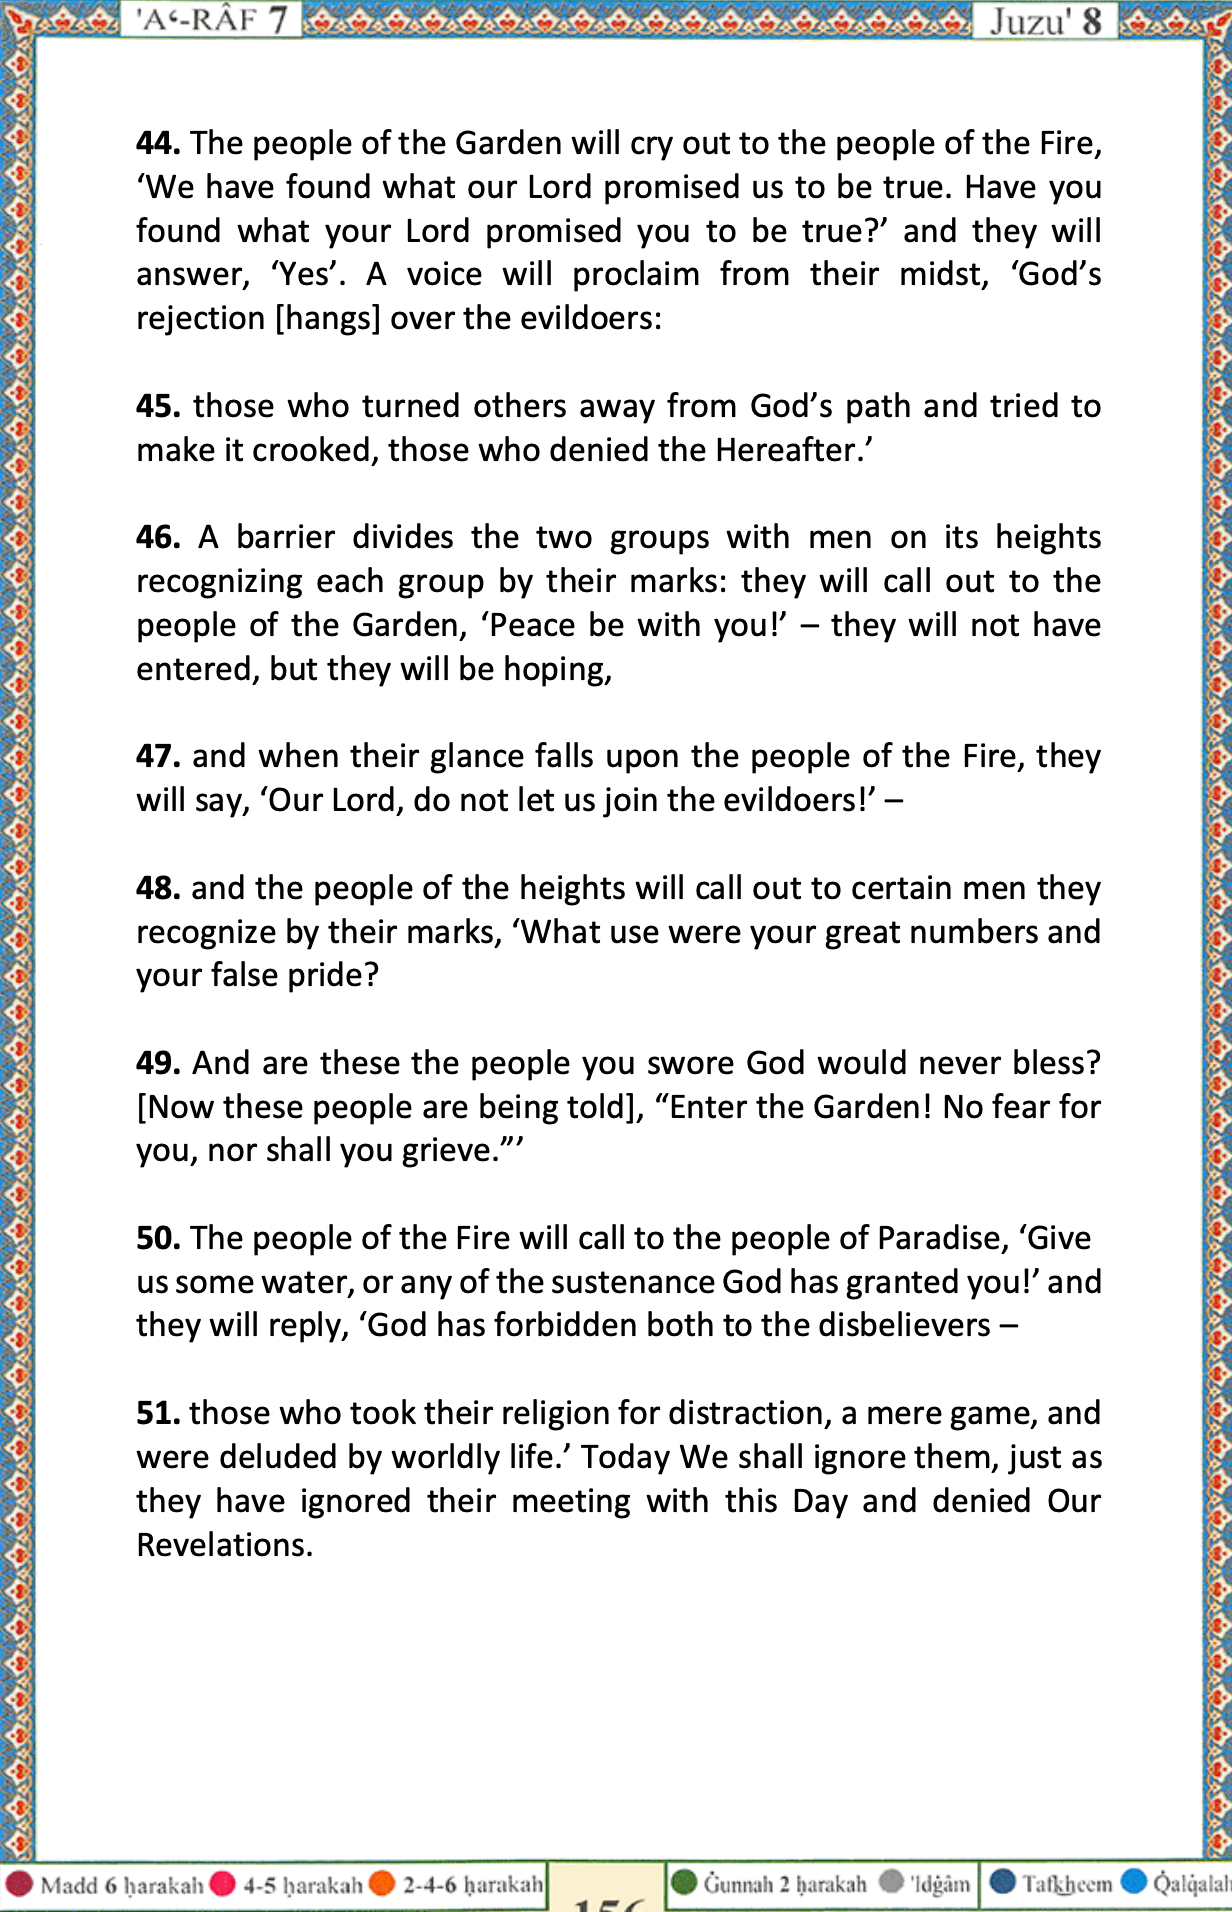 'A‘-RÂF 7 Juzu' 8
44. The people of the Garden will cry out to the people of the Fire,
‘We have found what our Lord promised us to be true. Have you
found what your Lord promised you to be true?’ and they will
answer, ‘Yes’. A voice will proclaim from their midst, ‘God’s
rejection [hangs] over the evildoers:
45. those who turned others away from God’s path and tried to
make it crooked, those who denied the Hereafter.’
46. A barrier divides the two groups with men on its heights
recognizing each group by their marks: they will call out to the
people of the Garden, ‘Peace be with you!’ – they will not have
entered, but they will be hoping,
47. and when their glance falls upon the people of the Fire, they
will say, ‘Our Lord, do not let us join the evildoers!’ –
48. and the people of the heights will call out to certain men they
recognize by their marks, ‘What use were your great numbers and
your false pride?
49. And are these the people you swore God would never bless?
[Now these people are being told], “Enter the Garden! No fear for
you, nor shall you grieve.”’
50. The people of the Fire will call to the people of Paradise, ‘Give
us some water, or any of the sustenance God has granted you!’ and
they will reply, ‘God has forbidden both to the disbelievers –
51. those who took their religion for distraction, a mere game, and
were deluded by worldly life.’ Today We shall ignore them, just as
they have ignored their meeting with this Day and denied Our
Revelations.
Madd 6 ḥarakah 4-5 ḥarakah 2-4-6 ḥarakah 156 Ġunnah 2 ḥarakah 'Idġâm Tafkheem Qalqalah